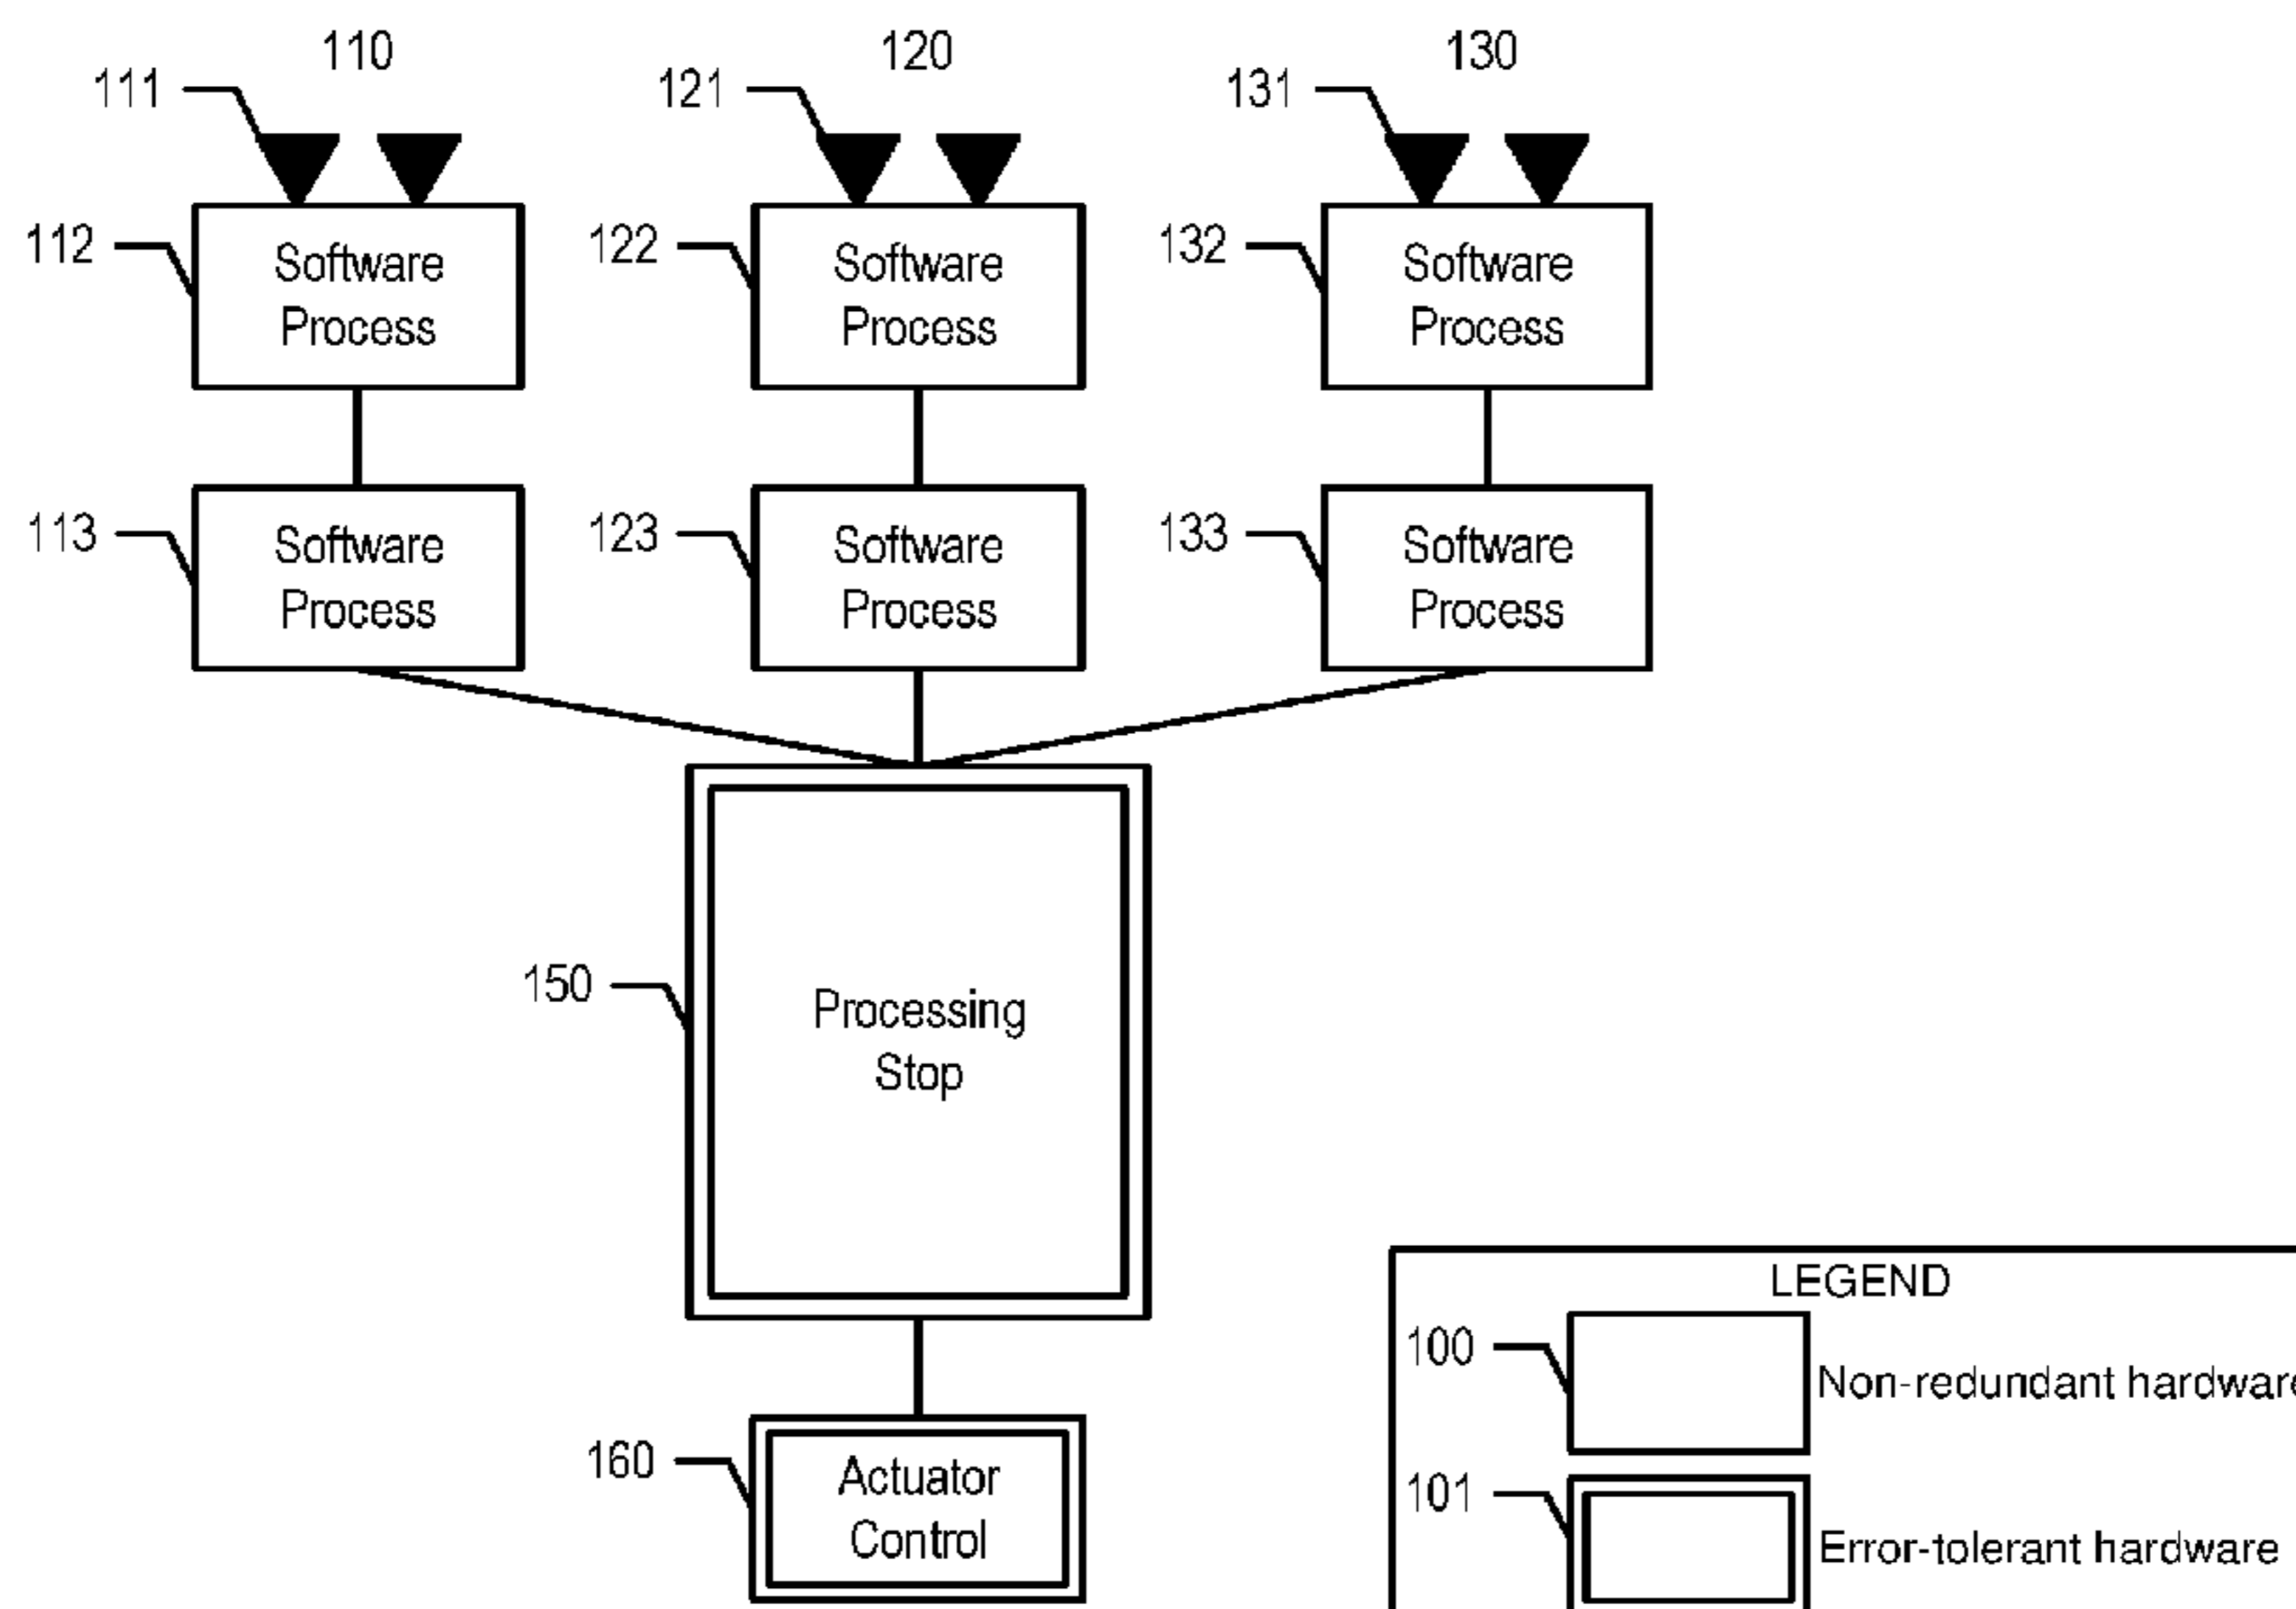 110
120
130
111
121
131
112
Software
Process
122
Software
Process
132
Software
Process
113
Software
Process
123
Software
Process
133
Software
Process
150
Processing
Stop
LEGEND
100
Non-redundant hardware
160
Actuator
Control
101
Error-tolerant hardware